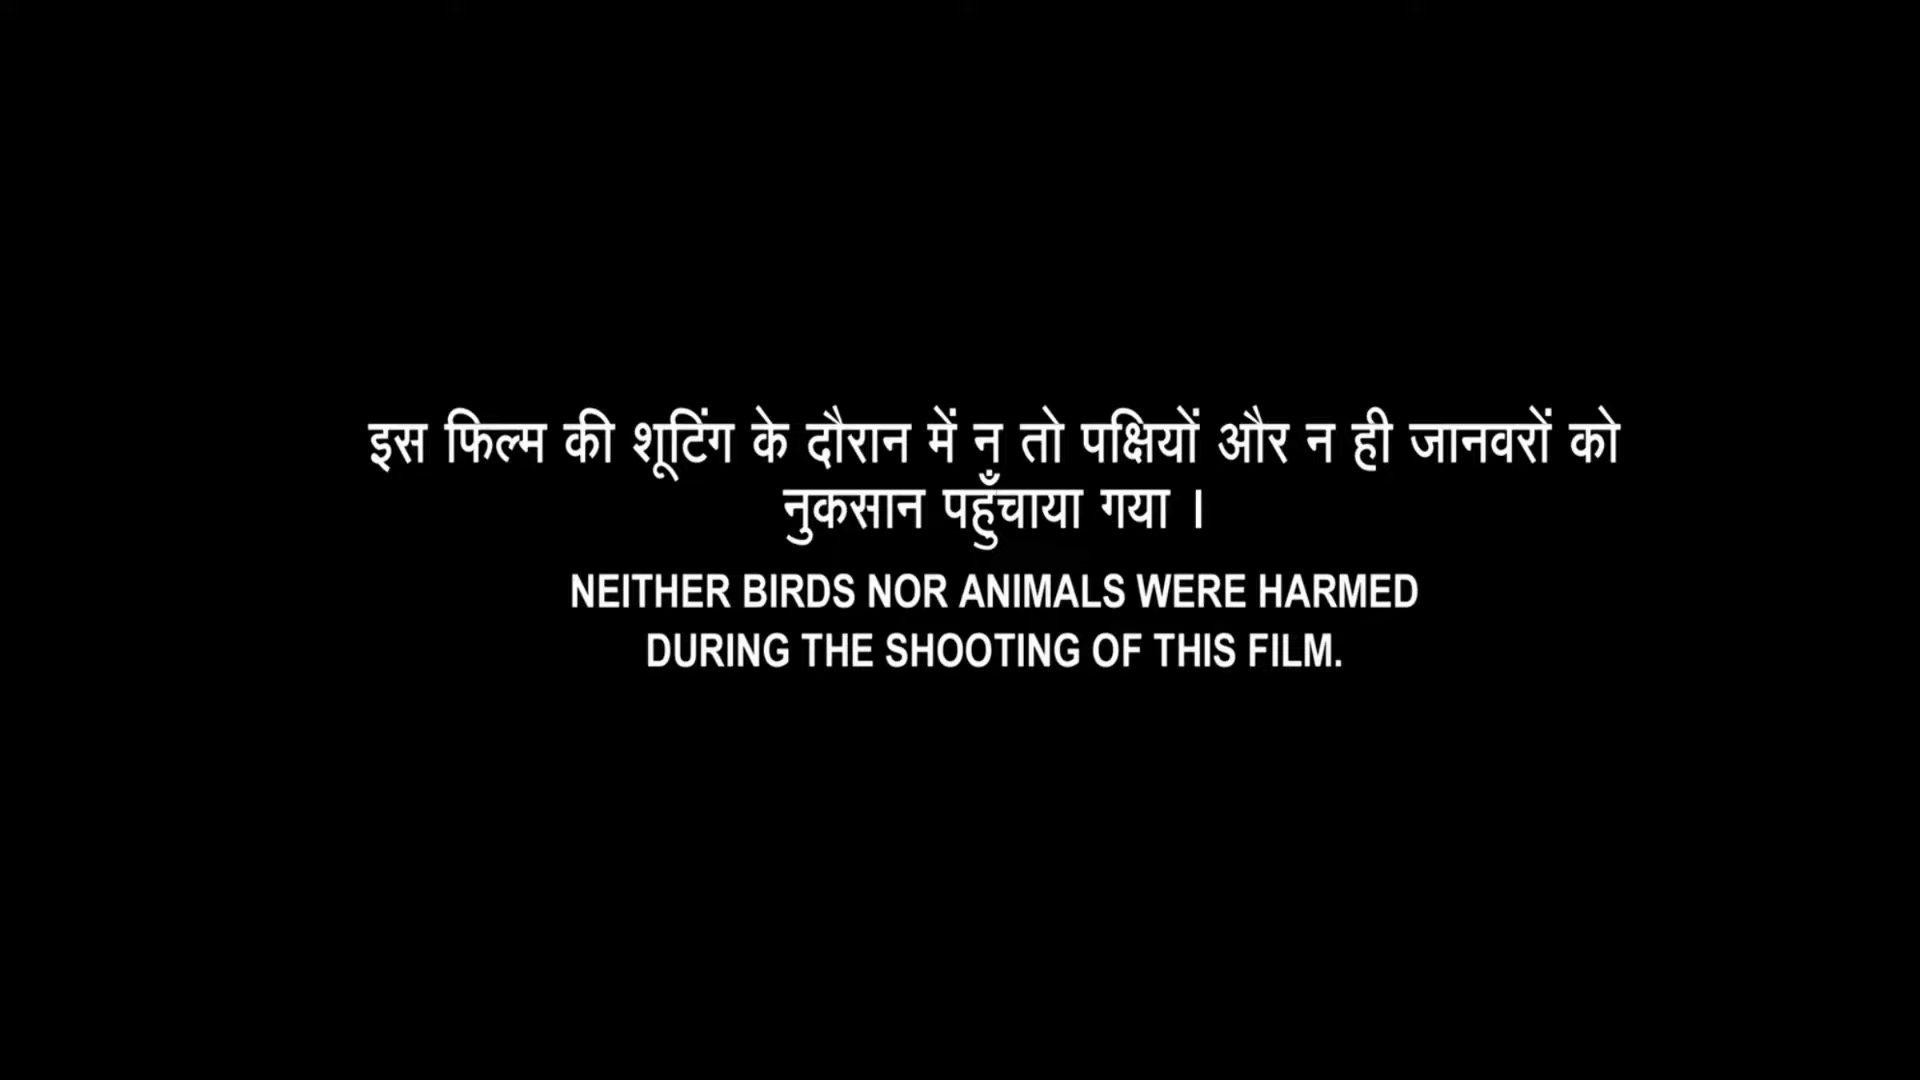 इस फिल्म की शूटिंग के दौरान में न तो पक्षियों और न ही जानवरों को
नुकसान पहुँचाया गया ।
NEITHER BIRDS NOR ANIMALS WERE HARMED
DURING THE SHOOTING OF THIS FILM.